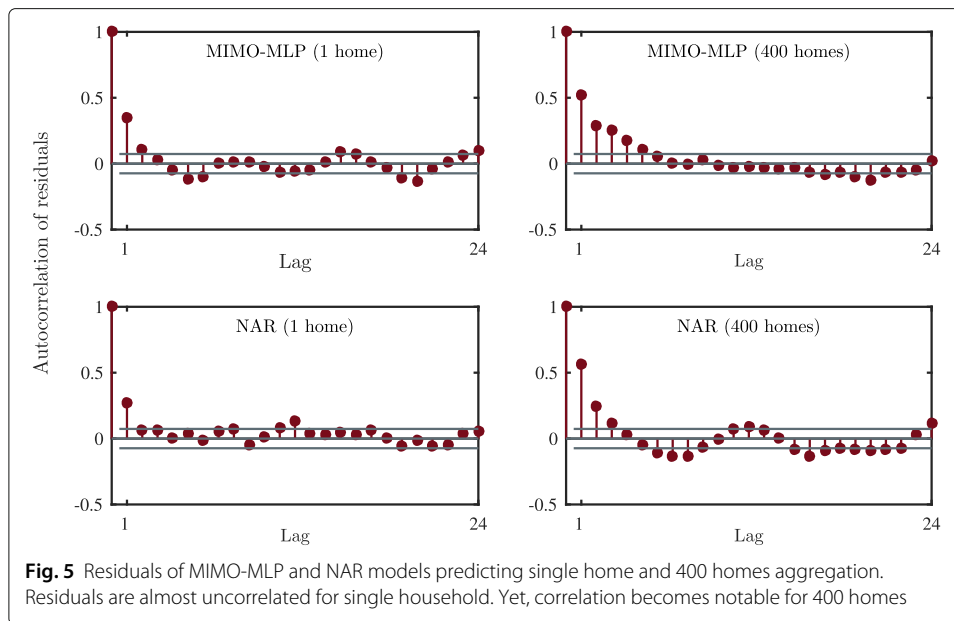 Autocorrelation of residuals
MIMO-MLP (1 home)
1
0.5
0
-0.5
1
24
Lag
MIMO-MLP (400 homes)
1
0.5
0
-0.5
1
24
Lag
NAR (1 home)
1
0.5
0
-0.5
1
24
Lag
NAR (400 homes)
1
0.5
0
-0.5
1
24
Lag
Fig. 5 Residuals of MIMO-MLP and NAR models predicting single home and 400 homes aggregation.
Residuals are almost uncorrelated for single household. Yet, correlation becomes notable for 400 homes